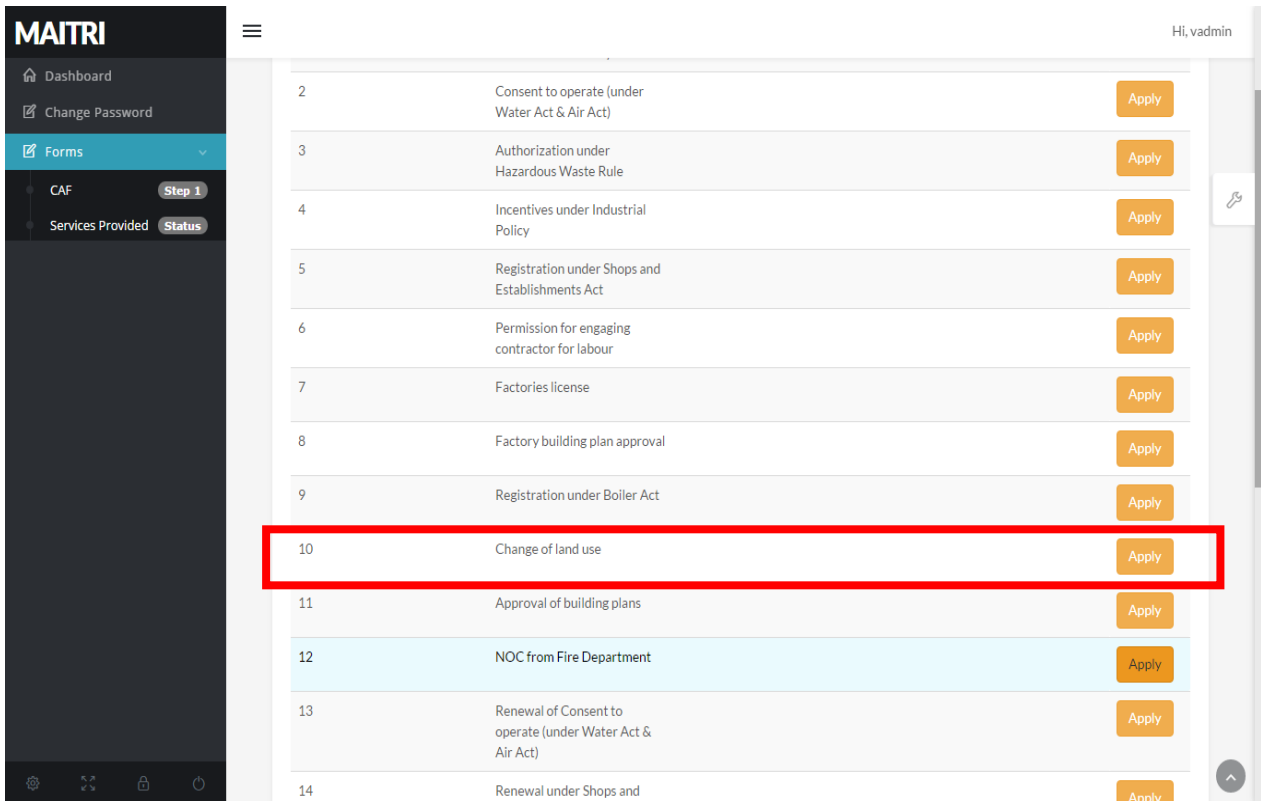 MAITRI
Hi, vadmin
Dashboard
Change Password
Forms
CAF Step 1
Services Provided Status
2 Consent to operate (under Apply
Water Act & Air Act)
3 Authorization under Apply
Hazardous Waste Rule
4 Incentives under Industrial Apply
Policy
5 Registration under Shops and Apply
Establishments Act
6 Permission for engaging Apply
contractor for labour
7 Factories license Apply
8 Factory building plan approval Apply
9 Registration under Boiler Act Apply
10 Change of land use Apply
11 Approval of building plans Apply
12 NOC from Fire Department Apply
13 Renewal of Consent to Apply
operate (under Water Act &
Air Act)
14 Renewal under Shops and Apply